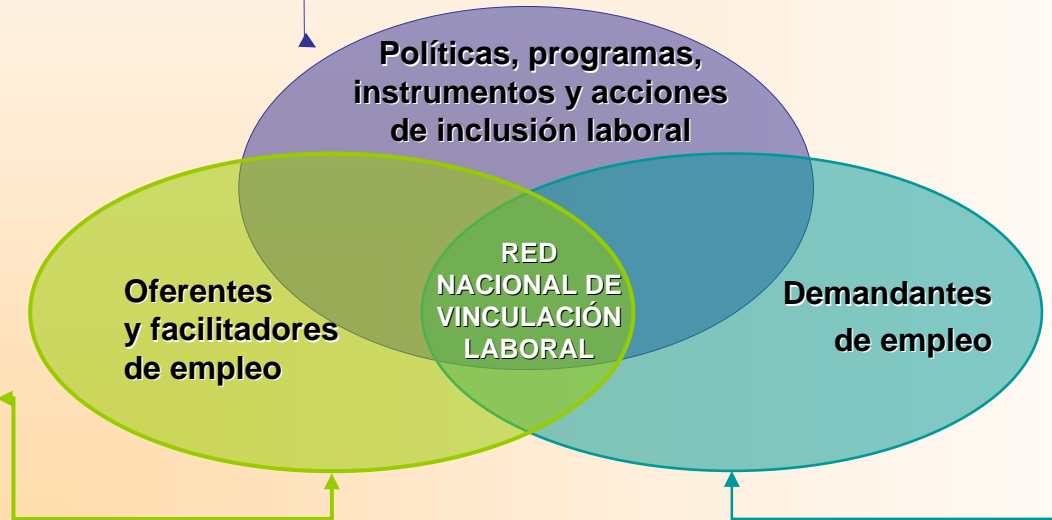 Políticas, programas,
instrumentos y acciones
de inclusión laboral
Oferentes
y facilitadores
de empleo
RED
NACIONAL DE
VINCULACIÓN
LABORAL
Demandantes
de empleo